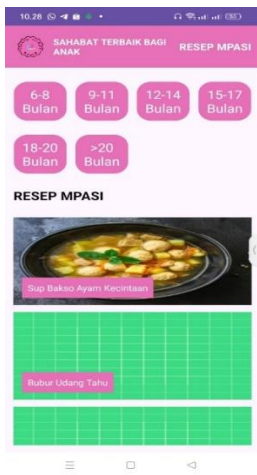 10.28
SAHABAT TERBAIK BAGI
ANAK
RESEP MPASI
6-8
Bulan
9-11
Bulan
12-14
Bulan
15-17
Bulan
18-20
Bulan
>20
Bulan
RESEP MPASI
Sup Bakso Ayam Kecintaan
Bubur Udang Tahu